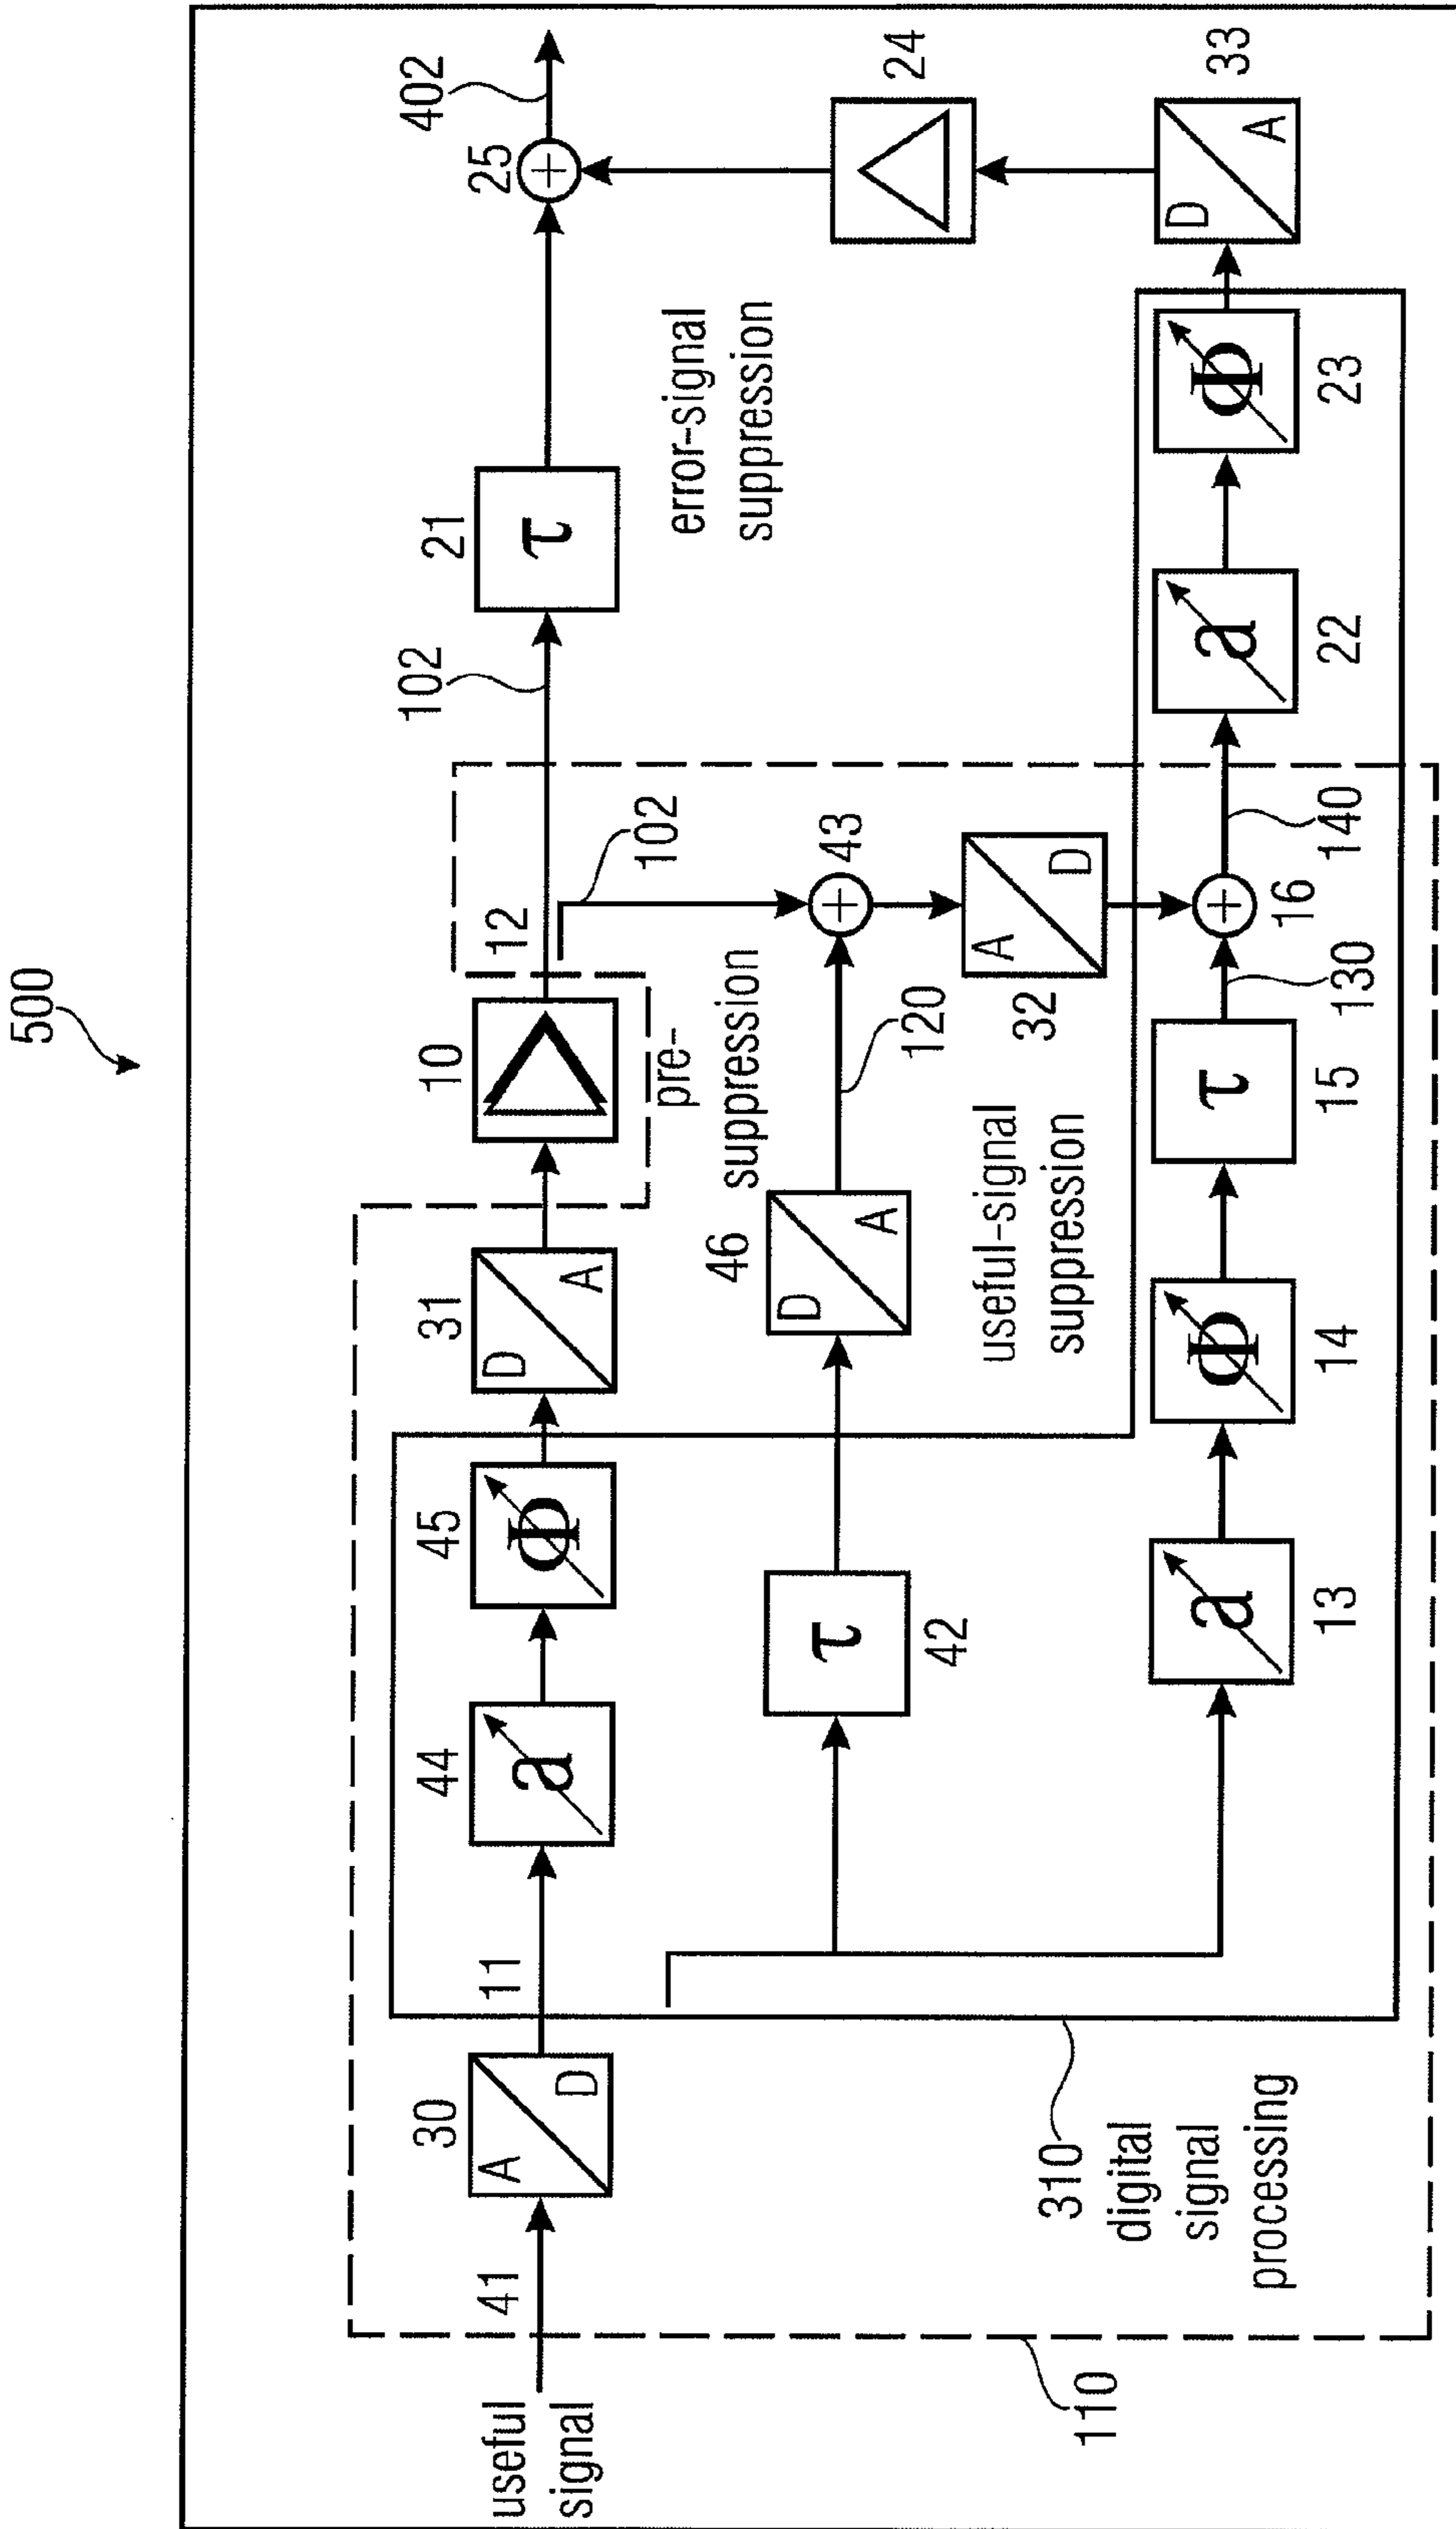 500
useful
signal
41
30
A
D
11
44
a
45
Φ
31
D
A
10
12
102
21
τ
25
402
pre-
suppression
102
43
error-signal
suppression
24
42
τ
46
D
A
120
useful-signal
suppression
32
A
D
33
D
A
13
a
14
Φ
15
τ
130
16
140
22
a
23
Φ
310
digital
signal
processing
110